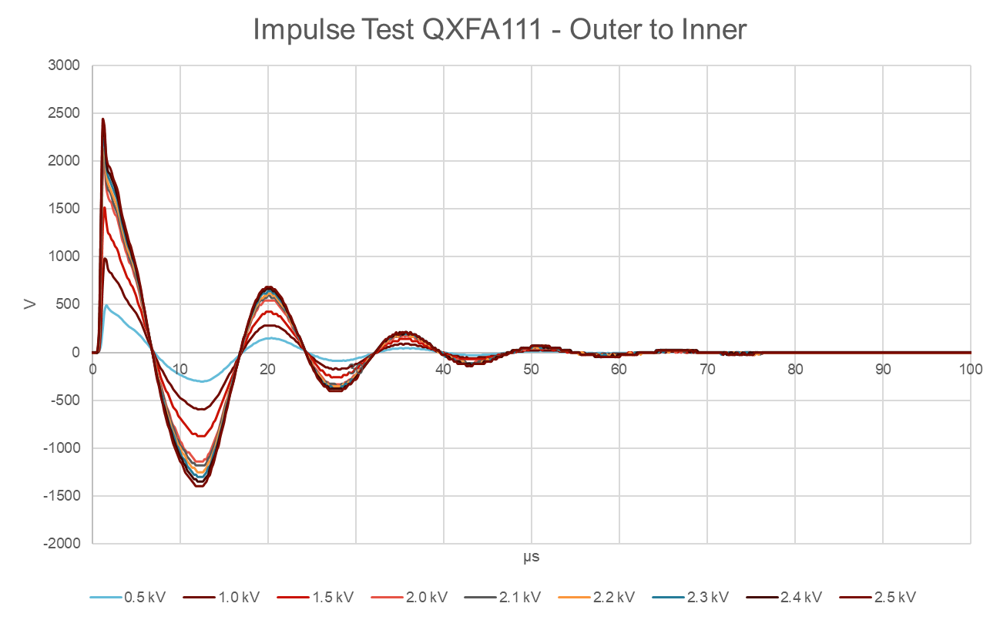 Impulse Test QXFA111 - Outer to Inner
3000
2500
2000
1500
1000
500
0
-500
-1000
-1500
-2000
V
0 10 20 30 40 50 60 70 80 90 100
µs
0.5 kV 1.0 kV 1.5 kV 2.0 kV 2.1 kV 2.2 kV 2.3 kV 2.4 kV 2.5 kV